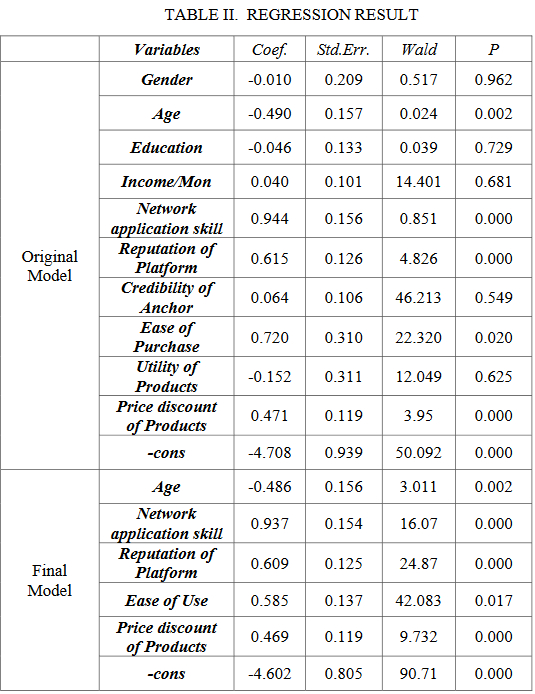 TABLE II. REGRESSION RESULT
Variables Coef. Std.Err. Wald P
Original
Model
Gender -0.010 0.209 0.517 0.962
Age -0.490 0.157 0.024 0.002
Education -0.046 0.133 0.039 0.729
Income/Mon 0.040 0.101 14.401 0.681
Network
application skill 0.944 0.156 0.851 0.000
Reputation of
Platform 0.615 0.126 4.826 0.000
Credibility of
Anchor 0.064 0.106 46.213 0.549
Ease of
Purchase 0.720 0.310 22.320 0.020
Utility of
Products -0.152 0.311 12.049 0.625
Price discount
of Products 0.471 0.119 3.95 0.000
-cons -4.708 0.939 50.092 0.000
Final
Model
Age -0.486 0.156 3.011 0.002
Network
application skill 0.937 0.154 16.07 0.000
Reputation of
Platform 0.609 0.125 24.87 0.000
Ease of Use 0.585 0.137 42.083 0.017
Price discount
of Products 0.469 0.119 9.732 0.000
-cons -4.602 0.805 90.71 0.000